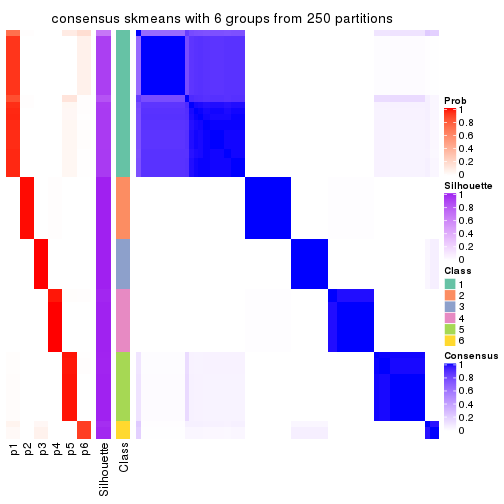 consensus skmeans with 6 groups from 250 partitions
Prob
1
0.8
0.6
0.4
0.2
0
Silhouette
1
0.8
0.6
0.4
0.2
0
Class
1
2
3
4
5
6
Consensus
1
0.8
0.6
0.4
0.2
0
p1
p2
p3
p4
p5
p6
Silhouette
Class